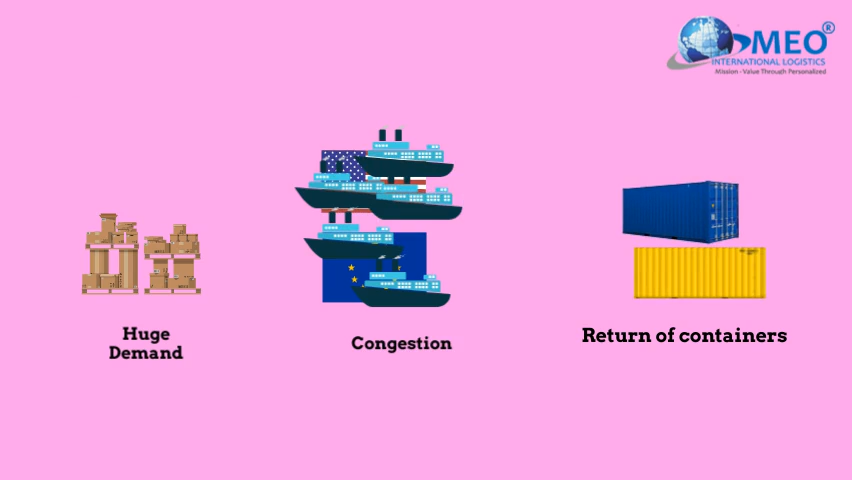 MEO®
INTERNATIONAL LOGISTICS
Mission - Value Through Personalized
Huge
Demand
Congestion
Return of containers